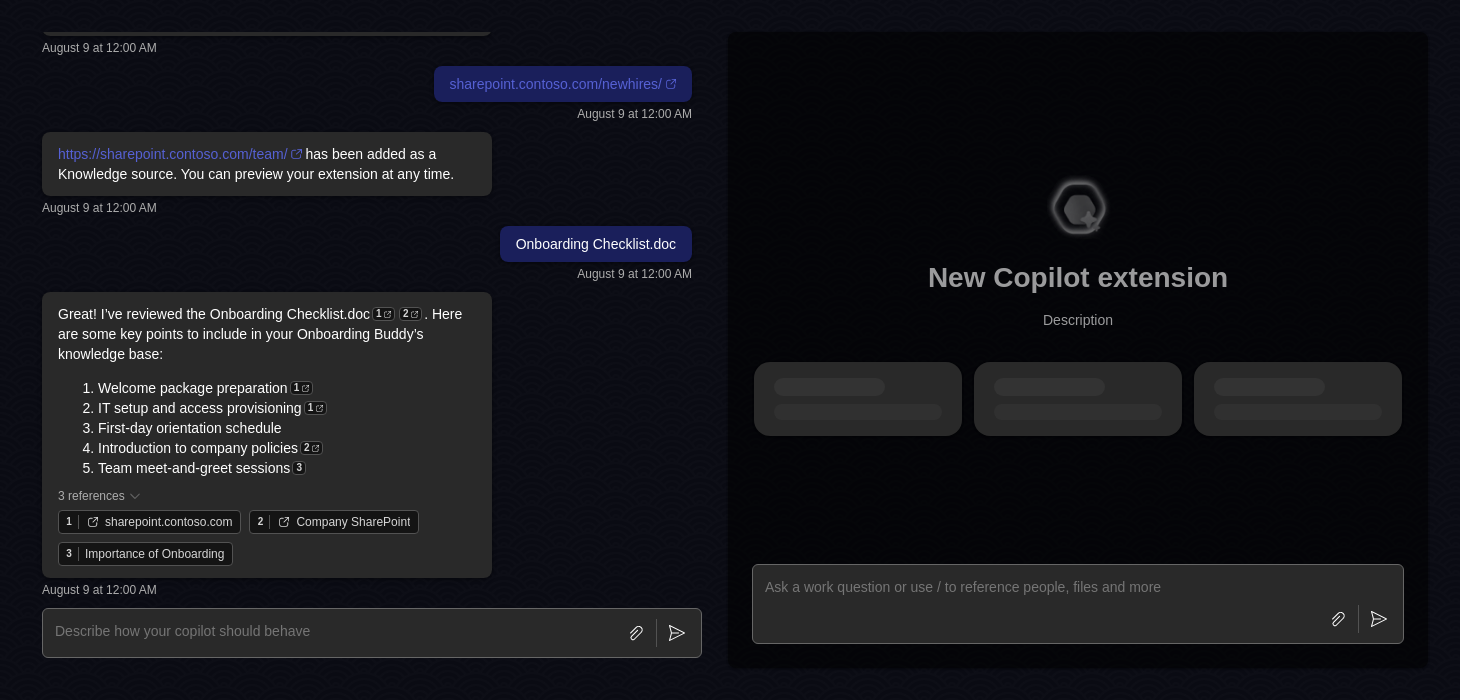 August 9 at 12:00 AM
sharepoint.contoso.com/newhires/
August 9 at 12:00 AM
https://sharepoint.contoso.com/team/ has been added as a
Knowledge source. You can preview your extension at any time.
August 9 at 12:00 AM
Onboarding Checklist.doc
August 9 at 12:00 AM
Great! I’ve reviewed the Onboarding Checklist.doc 1 2 . Here
are some key points to include in your Onboarding Buddy’s
knowledge base:
1. Welcome package preparation 1
2. IT setup and access provisioning 1
3. First-day orientation schedule
4. Introduction to company policies 2
5. Team meet-and-greet sessions 3
3 references
1 sharepoint.contoso.com
2 Company SharePoint
3 Importance of Onboarding
August 9 at 12:00 AM
Describe how your copilot should behave
New Copilot extension
Description
Ask a work question or use / to reference people, files and more